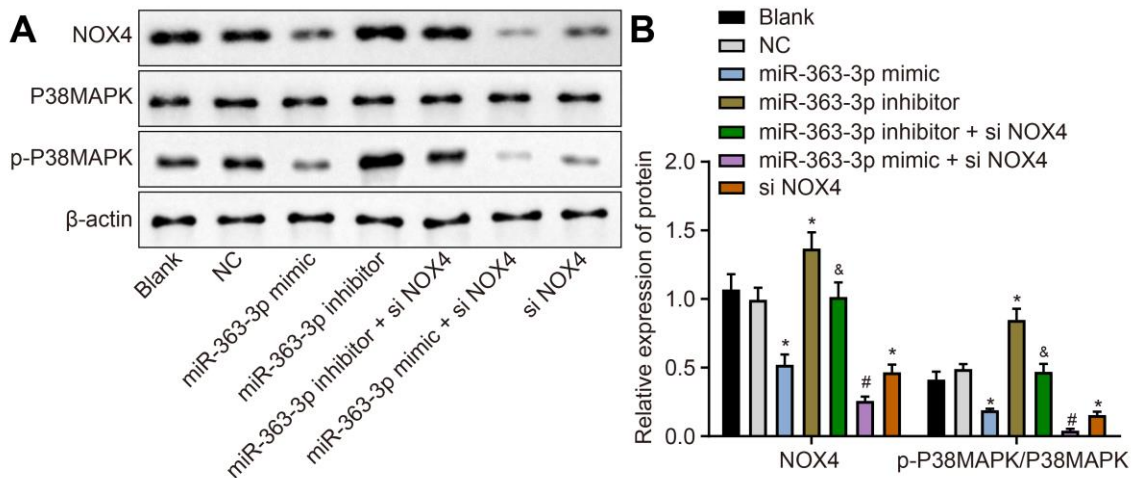 A
NOX4
P38MAPK
p-P38MAPK
β-actin
Blank
NC
miR-363-3p mimic
miR-363-3p inhibitor
miR-363-3p inhibitor + si NOX4
miR-363-3p mimic + si NOX4
si NOX4
B
Blank
NC
miR-363-3p mimic
miR-363-3p inhibitor
miR-363-3p inhibitor + si NOX4
miR-363-3p mimic + si NOX4
si NOX4
Relative expression of protein
2.0
1.5
1.0
0.5
0.0
*
*
&
#
*
*
*
&
#
*
NOX4
p-P38MAPK/P38MAPK